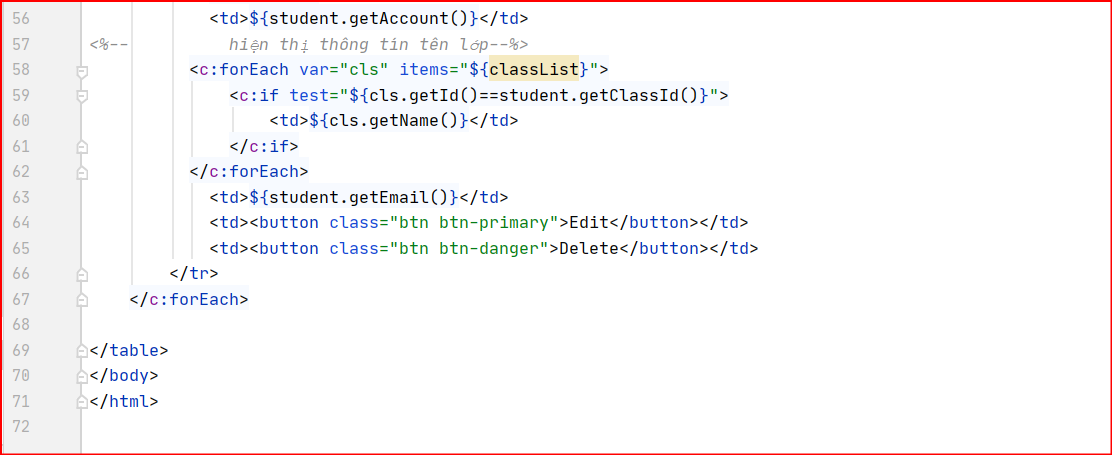 56 <td>${student.getAccount()}</td>
57 <%-- hiện thị thông tin tên lớp--%>
58 <c:forEach var="cls" items="${classList}">
59 <c:if test="${cls.getId()==student.getClassId()}">
60 <td>${cls.getName()}</td>
61 </c:if>
62 </c:forEach>
63 <td>${student.getEmail()}</td>
64 <td><button class="btn btn-primary">Edit</button></td>
65 <td><button class="btn btn-danger">Delete</button></td>
66 </tr>
67 </c:forEach>
68
69 </table>
70 </body>
71 </html>
72